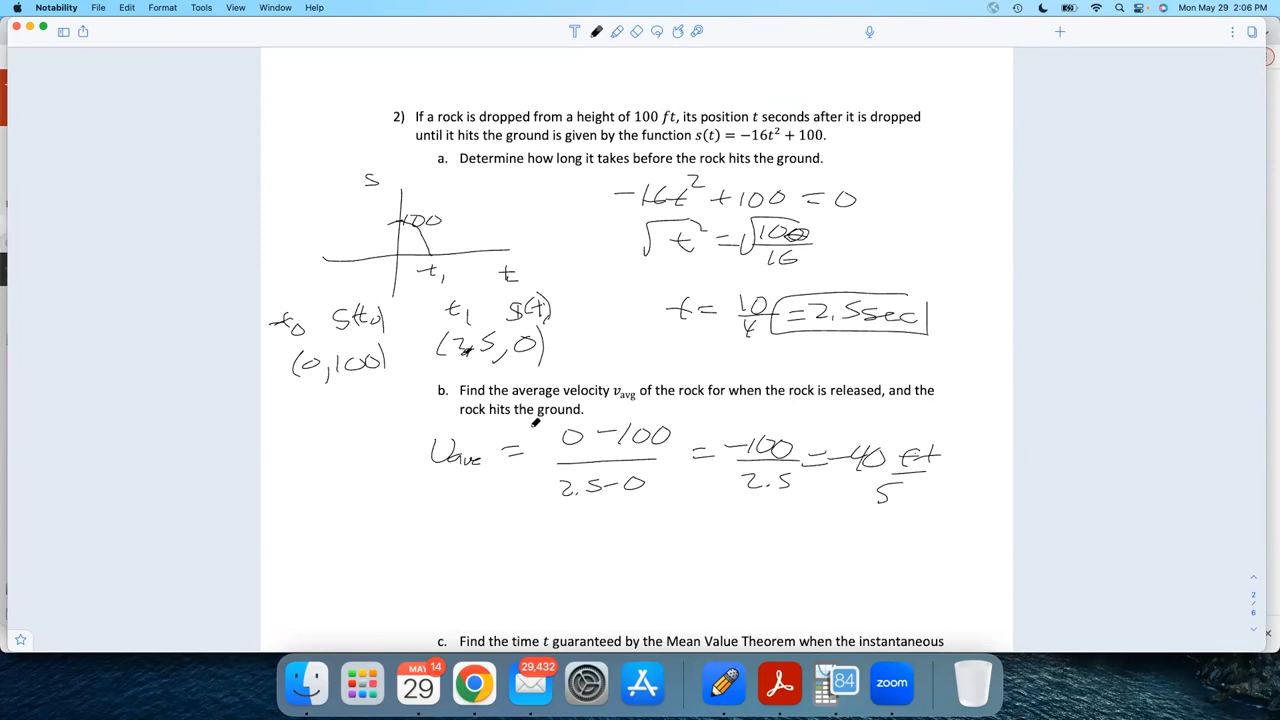 Notability File Edit Format Tools View Window Help Mon May 29 2:06 PM
2) If a rock is dropped from a height of 100 ft, its position t seconds after it is dropped
until it hits the ground is given by the function s(t) = −16t² + 100.
a. Determine how long it takes before the rock hits the ground.
s
100
t₁ t
t₀ s(t₀) t₁ s(t)
(0,100) (2.5, 0)
-16t² + 100 = 0
√t² = √100/16
t = 10/4 = 2.5 sec
b. Find the average velocity v_avg of the rock for when the rock is released, and the
rock hits the ground.
v_ave = 0-100/2.5-0 = -100/2.5 = -40 ft/s
c. Find the time t guaranteed by the Mean Value Theorem when the instantaneous
2
/
6
MAY 14
29
29,432
84
zoom